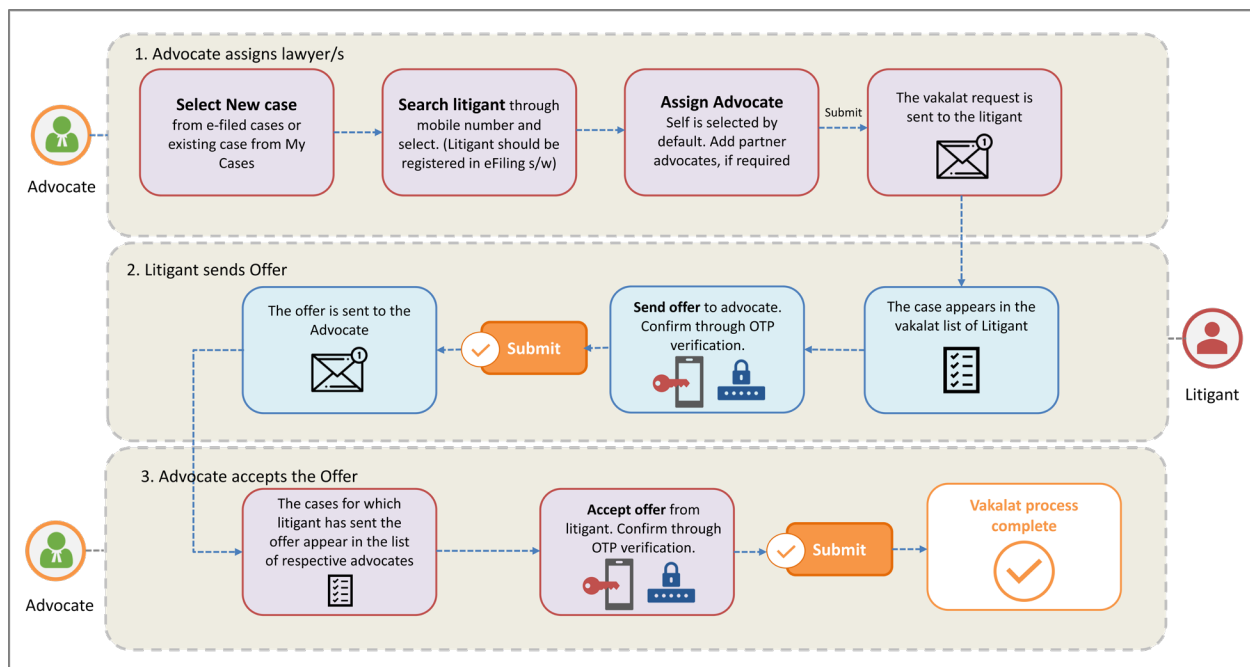 1. Advocate assigns lawyer/s
Select New case
from e-filed cases or
existing case from My
Cases
Search litigant through
mobile number and
select. (Litigant should be
registered in eFiling s/w)
Assign Advocate
Self is selected by
default. Add partner
advocates, if required
Submit
The vakalat request is
sent to the litigant
1
Advocate
2. Litigant sends Offer
The case appears in the
vakalat list of Litigant
Send offer to advocate.
Confirm through OTP
verification.
Submit
The offer is sent to the
Advocate
1
Litigant
3. Advocate accepts the Offer
The cases for which
litigant has sent the
offer appear in the list
of respective advocates
Accept offer from
litigant. Confirm through
OTP verification.
Submit
Vakalat process
complete
Advocate